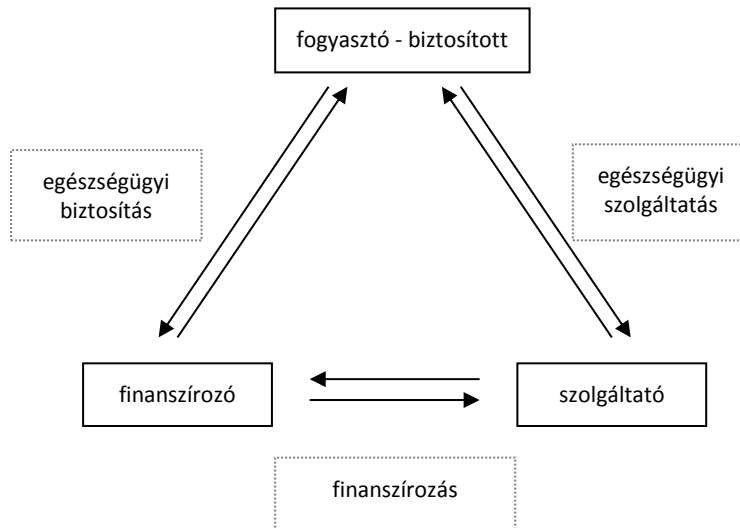 fogyasztó - biztosított
egészségügyi
biztosítás
egészségügyi
szolgáltatás
finanszírozó
szolgáltató
finanszírozás